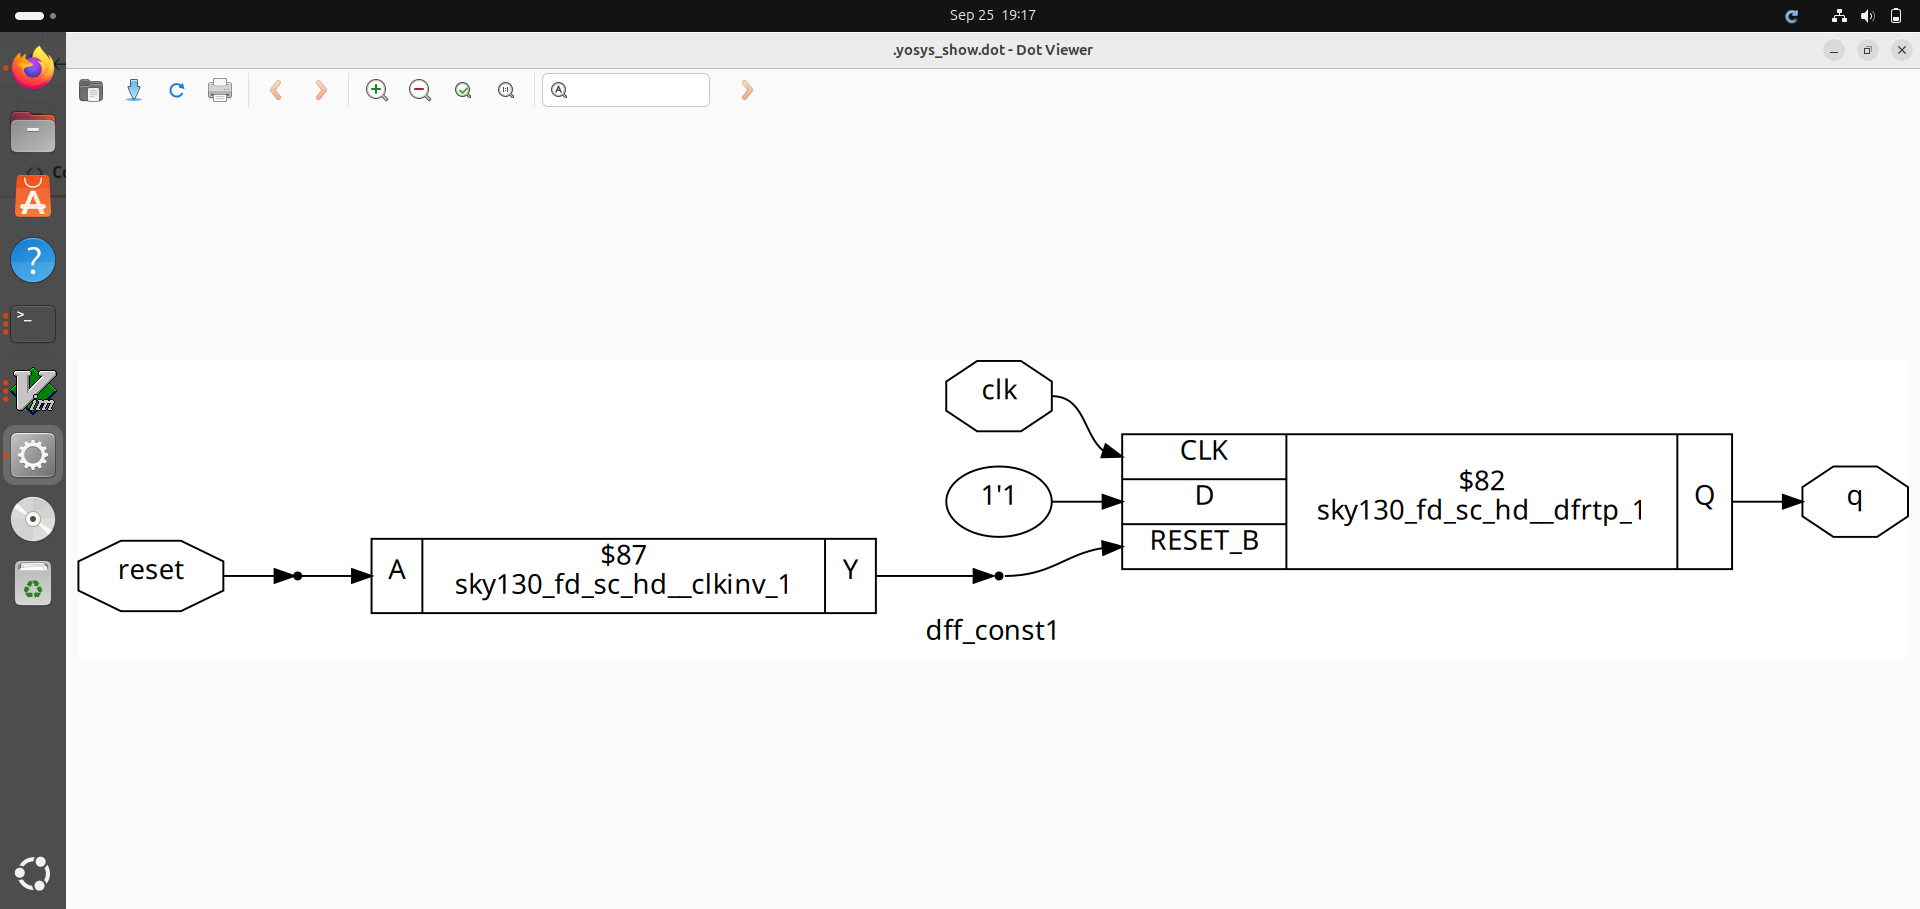 Sep 25 19:17
.yosys_show.dot - Dot Viewer
clk
CLK
1'1
D
$82
sky130_fd_sc_hd__dfrtp_1
Q
q
RESET_B
reset
A
$87
sky130_fd_sc_hd__clkinv_1
Y
dff_const1